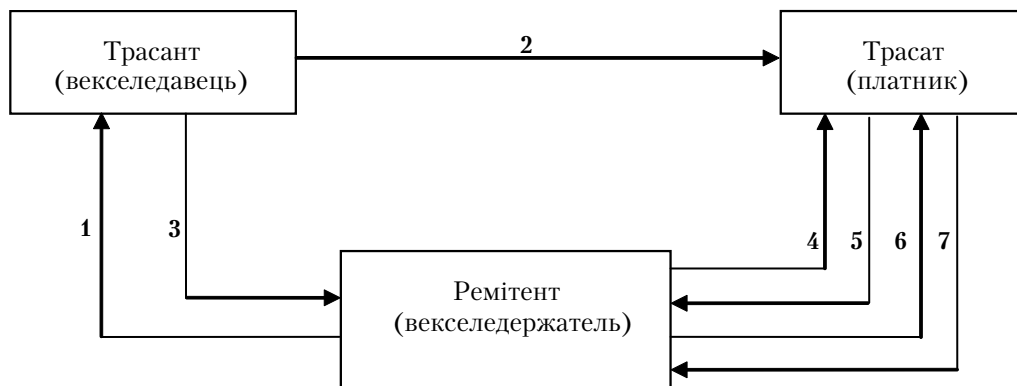 Трасант
(векселедавець)
2
Трасат
(платник)
1
3
4
5
6
7
Ремітент
(векселедержатель)